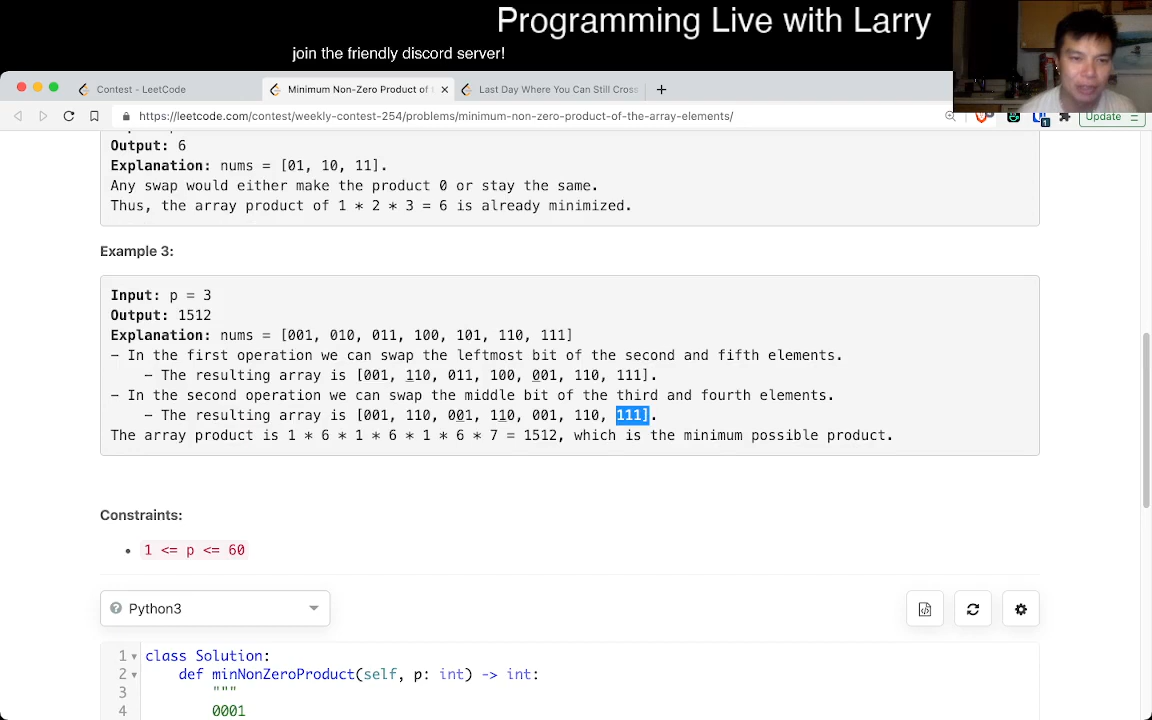 Programming Live with Larry
join the friendly discord server!
Contest - LeetCode
Minimum Non-Zero Product of
Last Day Where You Can Still Cross
https://leetcode.com/contest/weekly-contest-254/problems/minimum-non-zero-product-of-the-array-elements/
Update
Output: 6
Explanation: nums = [01, 10, 11].
Any swap would either make the product 0 or stay the same.
Thus, the array product of 1 * 2 * 3 = 6 is already minimized.
Example 3:
Input: p = 3
Output: 1512
Explanation: nums = [001, 010, 011, 100, 101, 110, 111]
- In the first operation we can swap the leftmost bit of the second and fifth elements.
- The resulting array is [001, 110, 011, 100, 001, 110, 111].
- In the second operation we can swap the middle bit of the third and fourth elements.
- The resulting array is [001, 110, 001, 110, 001, 110, 111].
The array product is 1 * 6 * 1 * 6 * 1 * 6 * 7 = 1512, which is the minimum possible product.
Constraints:
1 <= p <= 60
Python3
1 class Solution:
2 def minNonZeroProduct(self, p: int) -> int:
3 """
4 0001